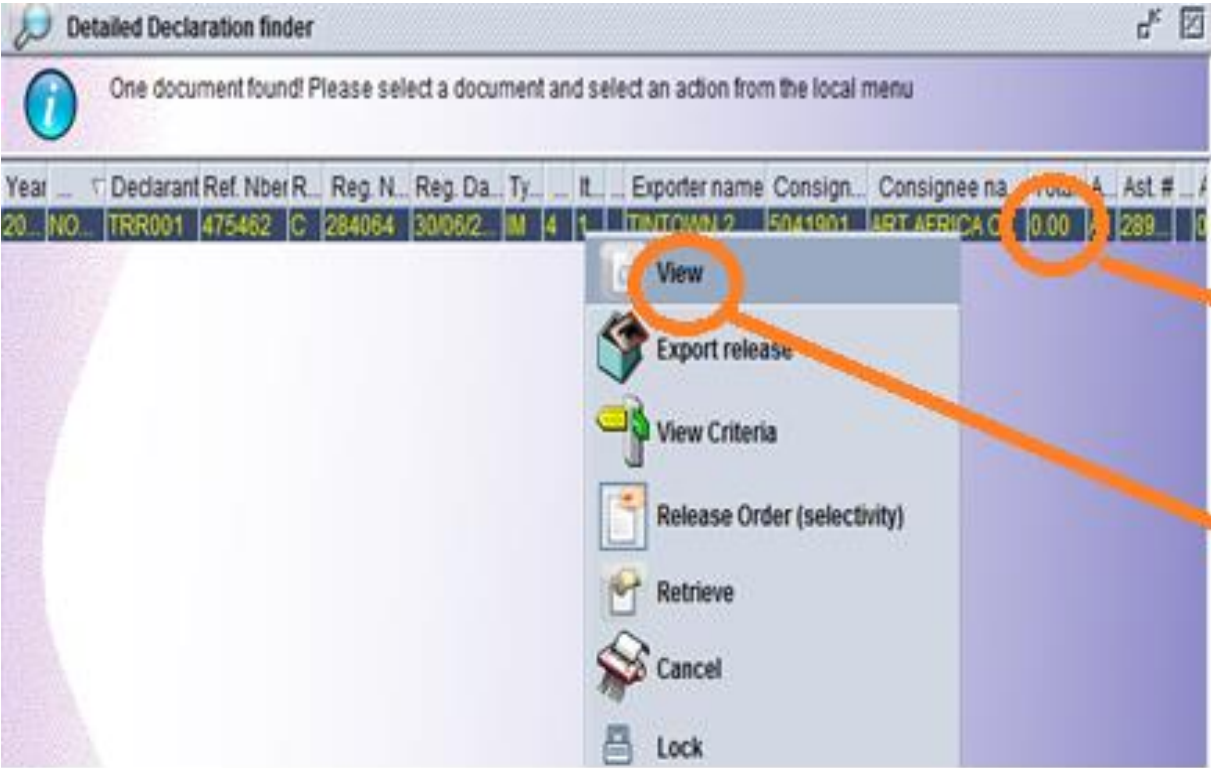 Detailed Declaration finder
One document found! Please select a document and select an action from the local menu
Year ... Declarant Ref. Nber R... Reg. N... Reg. Da... Ty... ... It... ... Exporter name Consign... Consignee na... Total A... Ast. # ...
20... NO... TRR001 475462 C 284064 30/06/2... IM 4 1 TINTOWN 2 5041901 ART AFRICA C... 0.00 289...
View
Export release
View Criteria
Release Order (selectivity)
Retrieve
Cancel
Lock